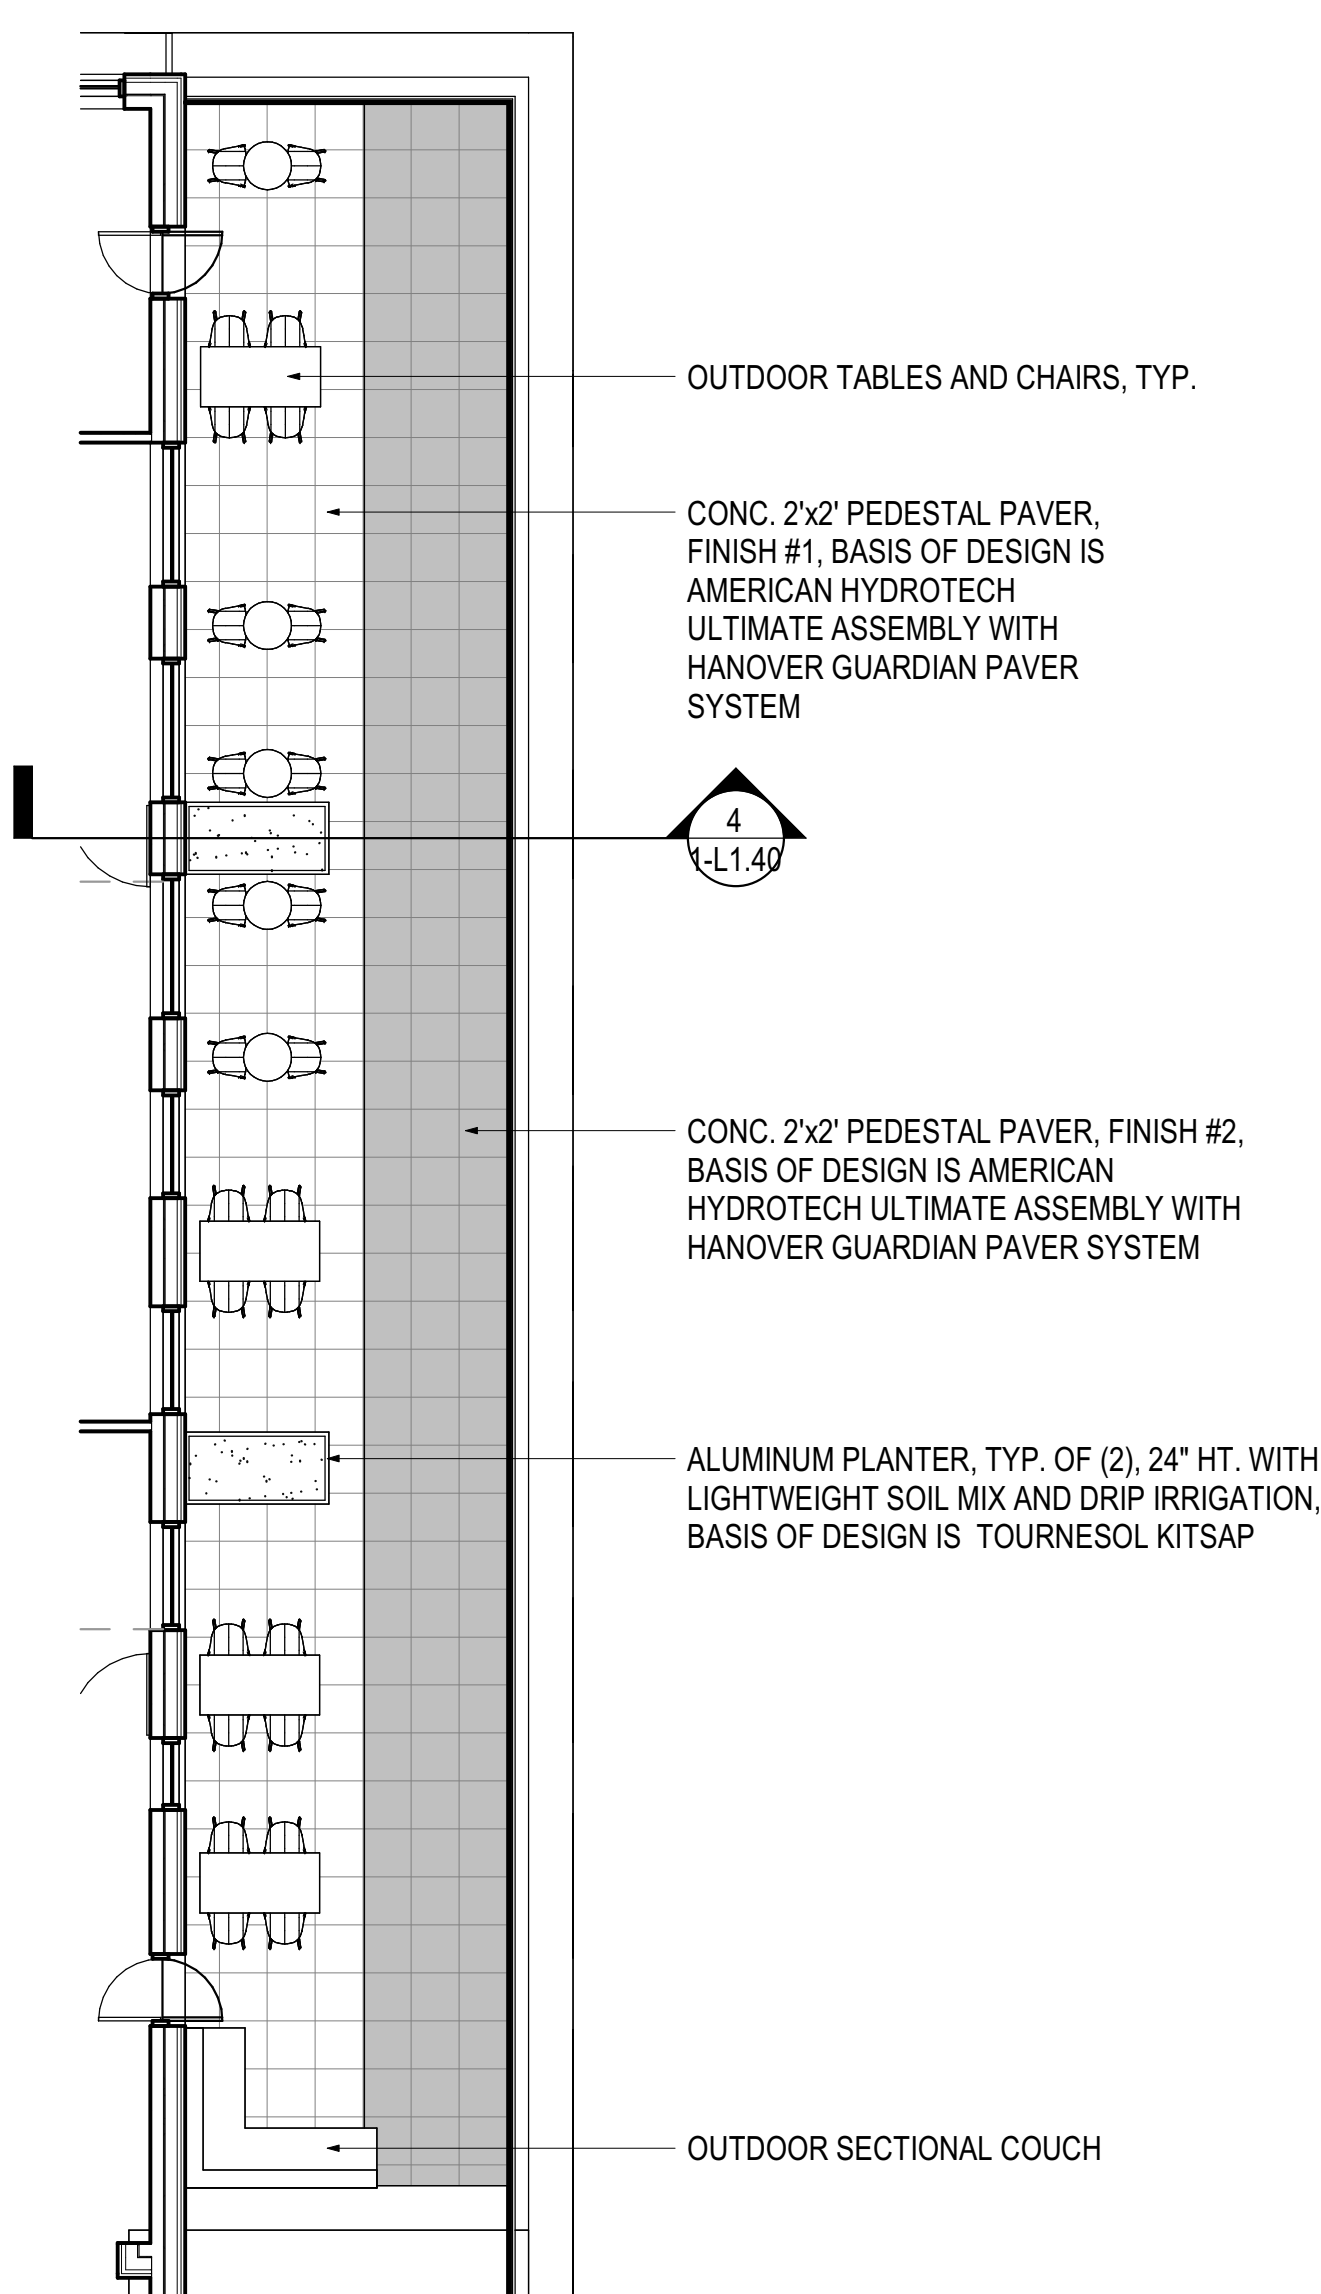 OUTDOOR TABLES AND CHAIRS, TYP.
CONC. 2'x2' PEDESTAL PAVER,
FINISH #1, BASIS OF DESIGN IS
AMERICAN HYDROTECH
ULTIMATE ASSEMBLY WITH
HANOVER GUARDIAN PAVER
SYSTEM
4
1-L1.40
CONC. 2'x2' PEDESTAL PAVER, FINISH #2,
BASIS OF DESIGN IS AMERICAN
HYDROTECH ULTIMATE ASSEMBLY WITH
HANOVER GUARDIAN PAVER SYSTEM
ALUMINUM PLANTER, TYP. OF (2), 24" HT. WITH
LIGHTWEIGHT SOIL MIX AND DRIP IRRIGATION,
BASIS OF DESIGN IS  TOURNESOL KITSAP
OUTDOOR SECTIONAL COUCH